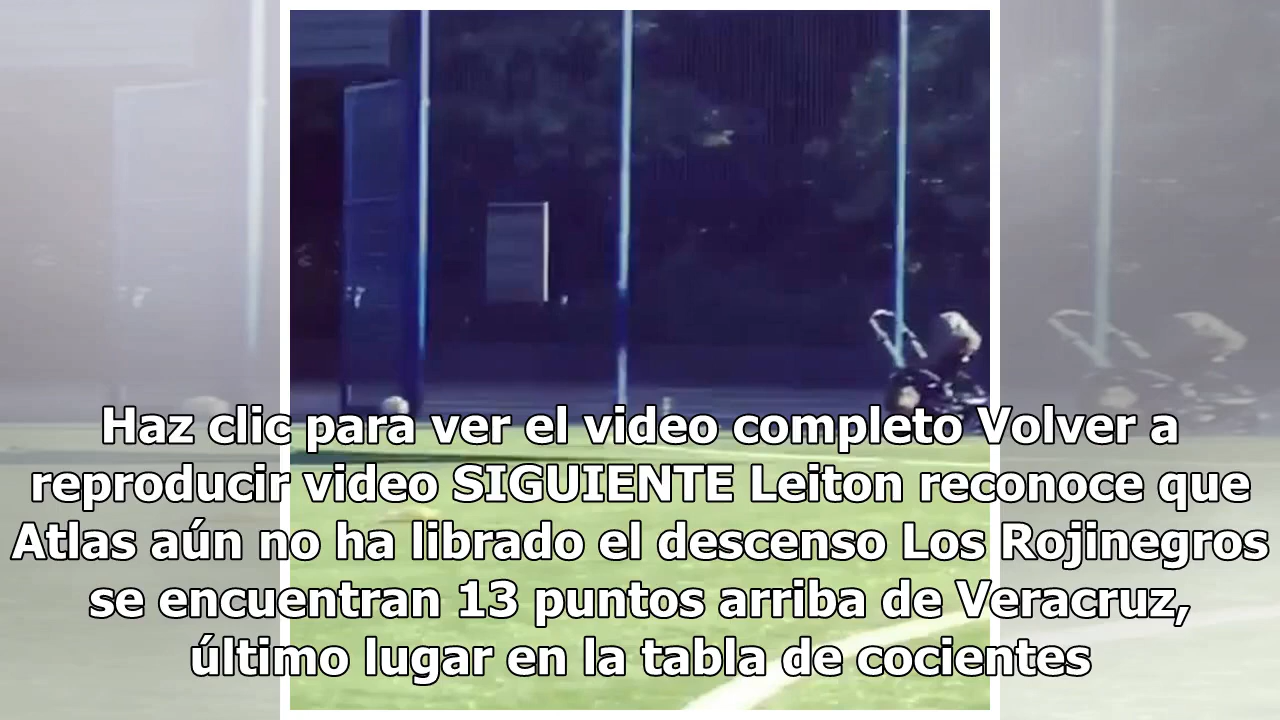 Haz clic para ver el video completo Volver a
reproducir video SIGUIENTE Leiton reconoce que
Atlas aún no ha librado el descenso Los Rojinegros
se encuentran 13 puntos arriba de Veracruz,
último lugar en la tabla de cocientes